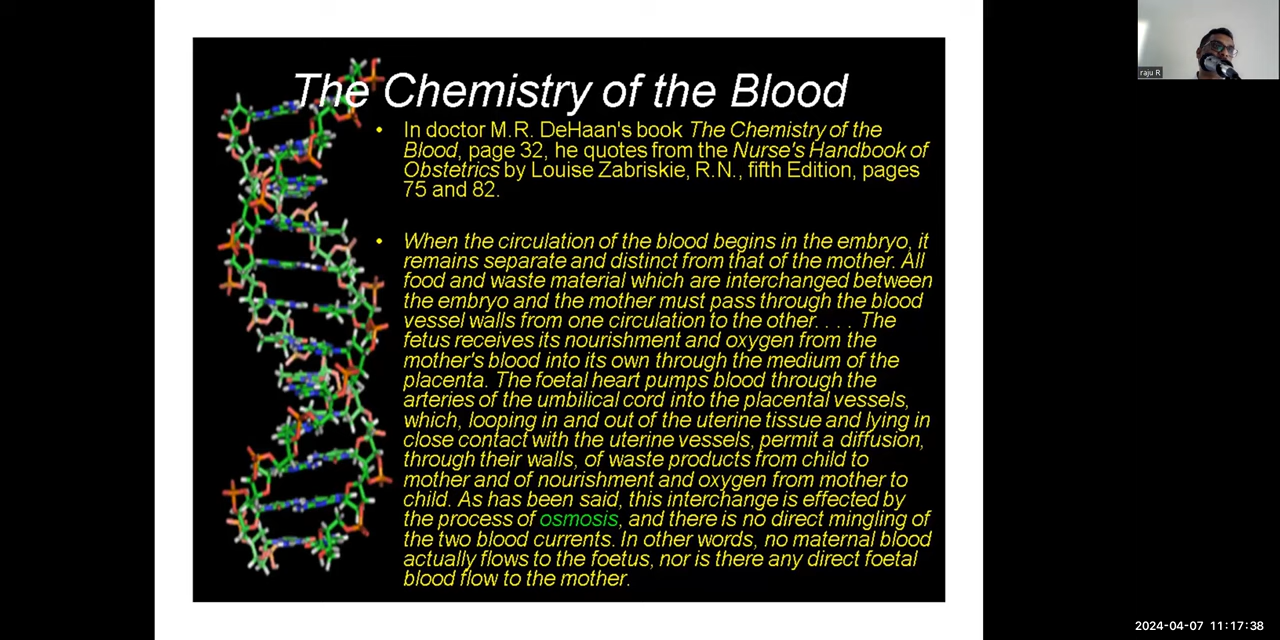 The Chemistry of the Blood
• In doctor M.R. DeHaan's book The Chemistry of the
Blood, page 32, he quotes from the Nurse's Handbook of
Obstetrics by Louise Zabriskie, R.N., fifth Edition, pages
75 and 82.
• When the circulation of the blood begins in the embryo, it
remains separate and distinct from that of the mother. All
food and waste material which are interchanged between
the embryo and the mother must pass through the blood
vessel walls from one circulation to the other. . . . The
fetus receives its nourishment and oxygen from the
mother's blood into its own through the medium of the
placenta. The foetal heart pumps blood through the
arteries of the umbilical cord into the placental vessels,
which, looping in and out of the uterine tissue and lying in
close contact with the uterine vessels, permit a diffusion,
through their walls, of waste products from child to
mother and of nourishment and oxygen from mother to
child. As has been said, this interchange is effected by
the process of osmosis, and there is no direct mingling of
the two blood currents. In other words, no maternal blood
actually flows to the foetus, nor is there any direct foetal
blood flow to the mother.
raju R
2024-04-07 11:17:38